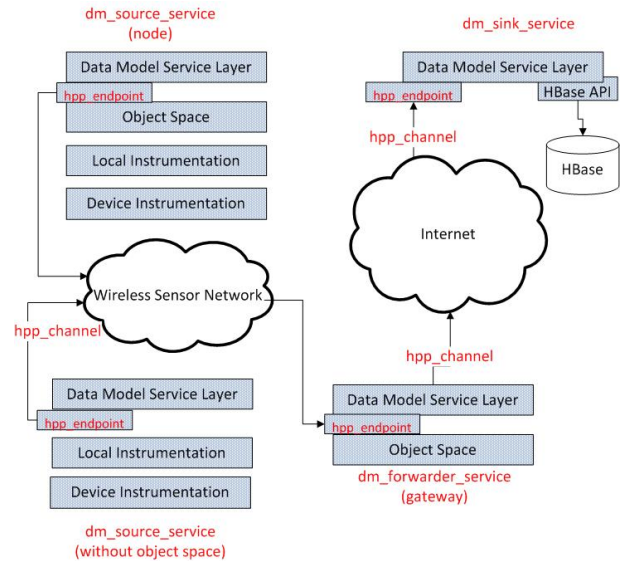 dm_source_service
(node)
Data Model Service Layer
hpp_endpoint
Object Space
Local Instrumentation
Device Instrumentation
dm_sink_service
Data Model Service Layer
hpp_endpoint
HBase API
hpp_channel
HBase
Internet
Wireless Sensor Network
hpp_channel
hpp_channel
Data Model Service Layer
hpp_endpoint
Local Instrumentation
Device Instrumentation
dm_source_service
(without object space)
Data Model Service Layer
hpp_endpoint
Object Space
dm_forwarder_service
(gateway)